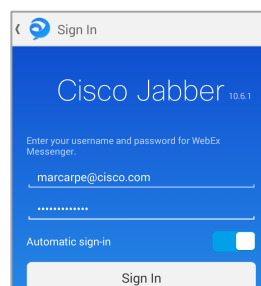 Sign In
Cisco Jabber 10.6.1
Enter your username and password for WebEx
Messenger.
marcarpe@cisco.com
.............
Automatic sign-in
Sign In